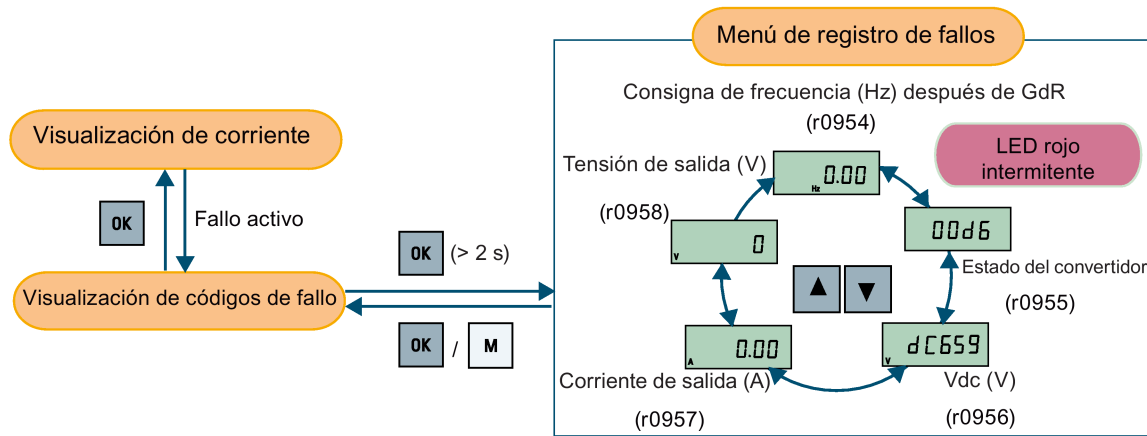 Menú de registro de fallos
Consigna de frecuencia (Hz) después de GdR
(r0954)
Visualización de corriente
LED rojo
intermitente
Tensión de salida (V)
Hz 0.00
(r0958)
OK
Fallo activo
00d6
V 0
OK (> 2 s)
Estado del convertidor
(r0955)
Visualización de códigos de fallo
OK / M
A 0.00
V dC659
Corriente de salida (A)
Vdc (V)
(r0957)
(r0956)